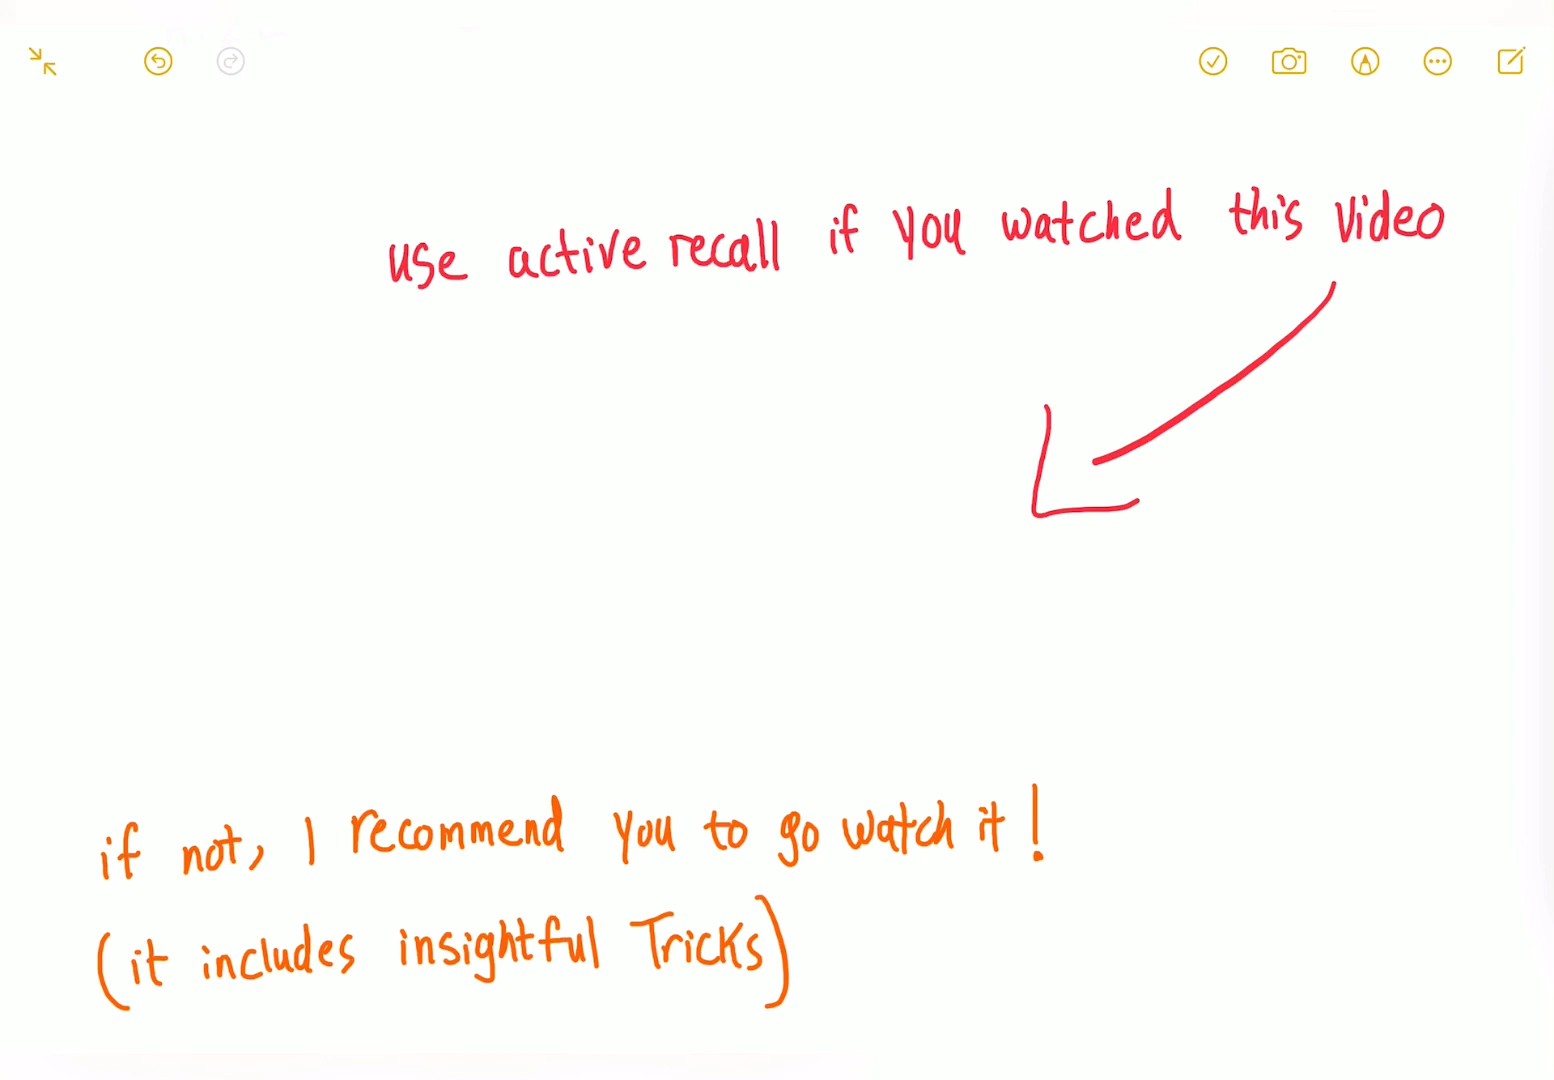 use active recall if you watched this video
if not, I recommend you to go watch it!
(it includes insightful Tricks)